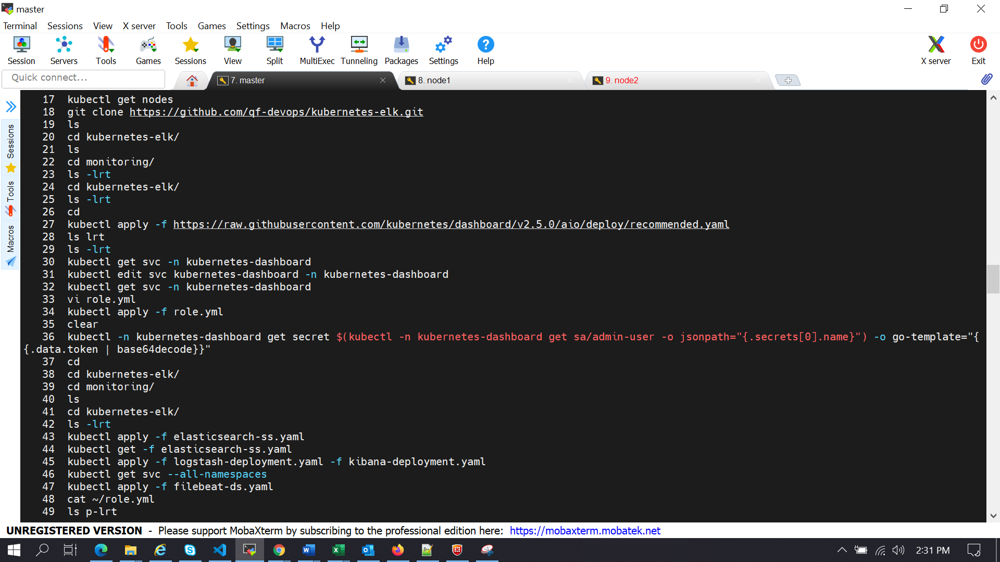 master
Terminal Sessions View X server Tools Games Settings Macros Help
Session Servers Tools Games Sessions View Split MultiExec Tunneling Packages Settings Help X server Exit
Quick connect...
7. master
8. node1
9. node2
Sessions
Tools
Macros
17 kubectl get nodes
18 git clone https://github.com/qf-devops/kubernetes-elk.git
19 ls
20 cd kubernetes-elk/
21 ls
22 cd monitoring/
23 ls -lrt
24 cd kubernetes-elk/
25 ls -lrt
26 cd
27 kubectl apply -f https://raw.githubusercontent.com/kubernetes/dashboard/v2.5.0/aio/deploy/recommended.yaml
28 ls lrt
29 ls -lrt
30 kubectl get svc -n kubernetes-dashboard
31 kubectl edit svc kubernetes-dashboard -n kubernetes-dashboard
32 kubectl get svc -n kubernetes-dashboard
33 vi role.yml
34 kubectl apply -f role.yml
35 clear
36 kubectl -n kubernetes-dashboard get secret $(kubectl -n kubernetes-dashboard get sa/admin-user -o jsonpath="{.secrets[0].name}") -o go-template="{
{.data.token | base64decode}}"
37 cd
38 cd kubernetes-elk/
39 cd monitoring/
40 ls
41 cd kubernetes-elk/
42 ls -lrt
43 kubectl apply -f elasticsearch-ss.yaml
44 kubectl get -f elasticsearch-ss.yaml
45 kubectl apply -f logstash-deployment.yaml -f kibana-deployment.yaml
46 kubectl get svc --all-namespaces
47 kubectl apply -f filebeat-ds.yaml
48 cat ~/role.yml
49 ls p-lrt
UNREGISTERED VERSION - Please support MobaXterm by subscribing to the professional edition here: https://mobaxterm.mobatek.net
2:31 PM